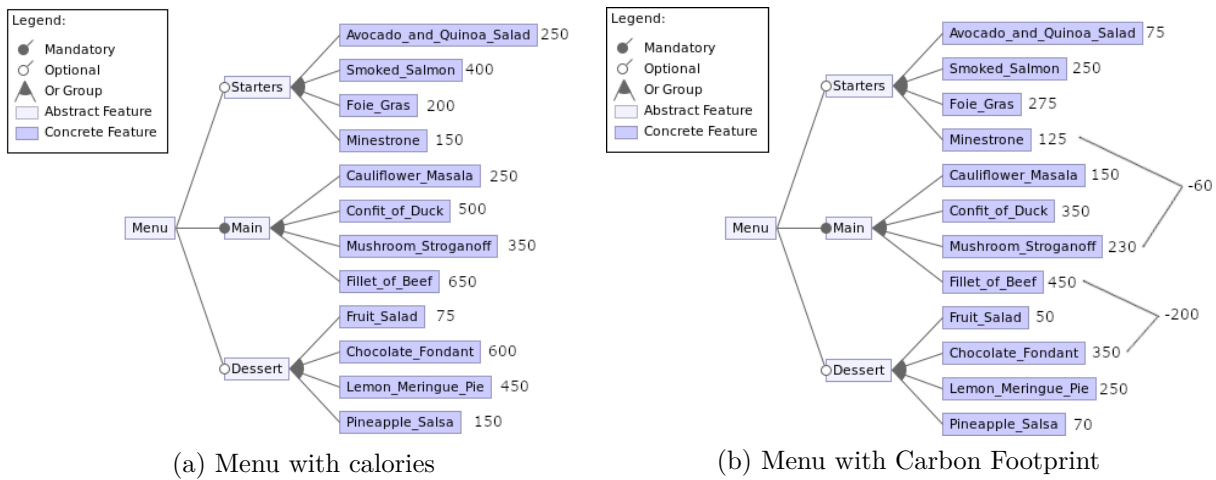 Legend:
Mandatory
Optional
Or Group
Abstract Feature
Concrete Feature
Menu
Starters
Main
Dessert
Avocado_and_Quinoa_Salad 250
Smoked_Salmon 400
Foie_Gras 200
Minestrone 150
Cauliflower_Masala 250
Confit_of_Duck 500
Mushroom_Stroganoff 350
Fillet_of_Beef 650
Fruit_Salad 75
Chocolate_Fondant 600
Lemon_Meringue_Pie 450
Pineapple_Salsa 150
(a) Menu with calories
Legend:
Mandatory
Optional
Or Group
Abstract Feature
Concrete Feature
Menu
Starters
Main
Dessert
Avocado_and_Quinoa_Salad 75
Smoked_Salmon 250
Foie_Gras 275
Minestrone 125
Cauliflower_Masala 150
Confit_of_Duck 350
Mushroom_Stroganoff 230
Fillet_of_Beef 450
Fruit_Salad 50
Chocolate_Fondant 350
Lemon_Meringue_Pie 250
Pineapple_Salsa 70
-60
-200
(b) Menu with Carbon Footprint